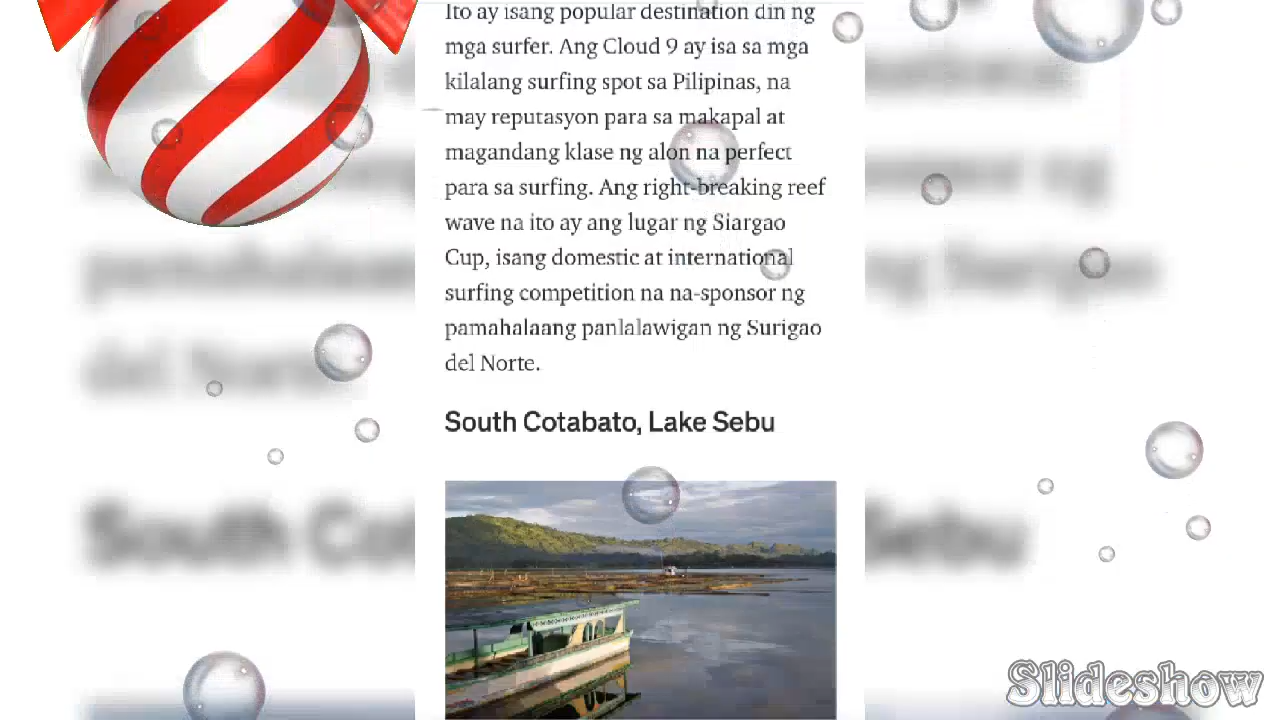 Ito ay isang popular destination din ng
mga surfer. Ang Cloud 9 ay isa sa mga
kilalang surfing spot sa Pilipinas, na
may reputasyon para sa makapal at
magandang klase ng alon na perfect
para sa surfing. Ang right-breaking reef
wave na ito ay ang lugar ng Siargao
Cup, isang domestic at international
surfing competition na na-sponsor ng
pamahalaang panlalawigan ng Surigao
del Norte.
South Cotabato, Lake Sebu
Slideshow